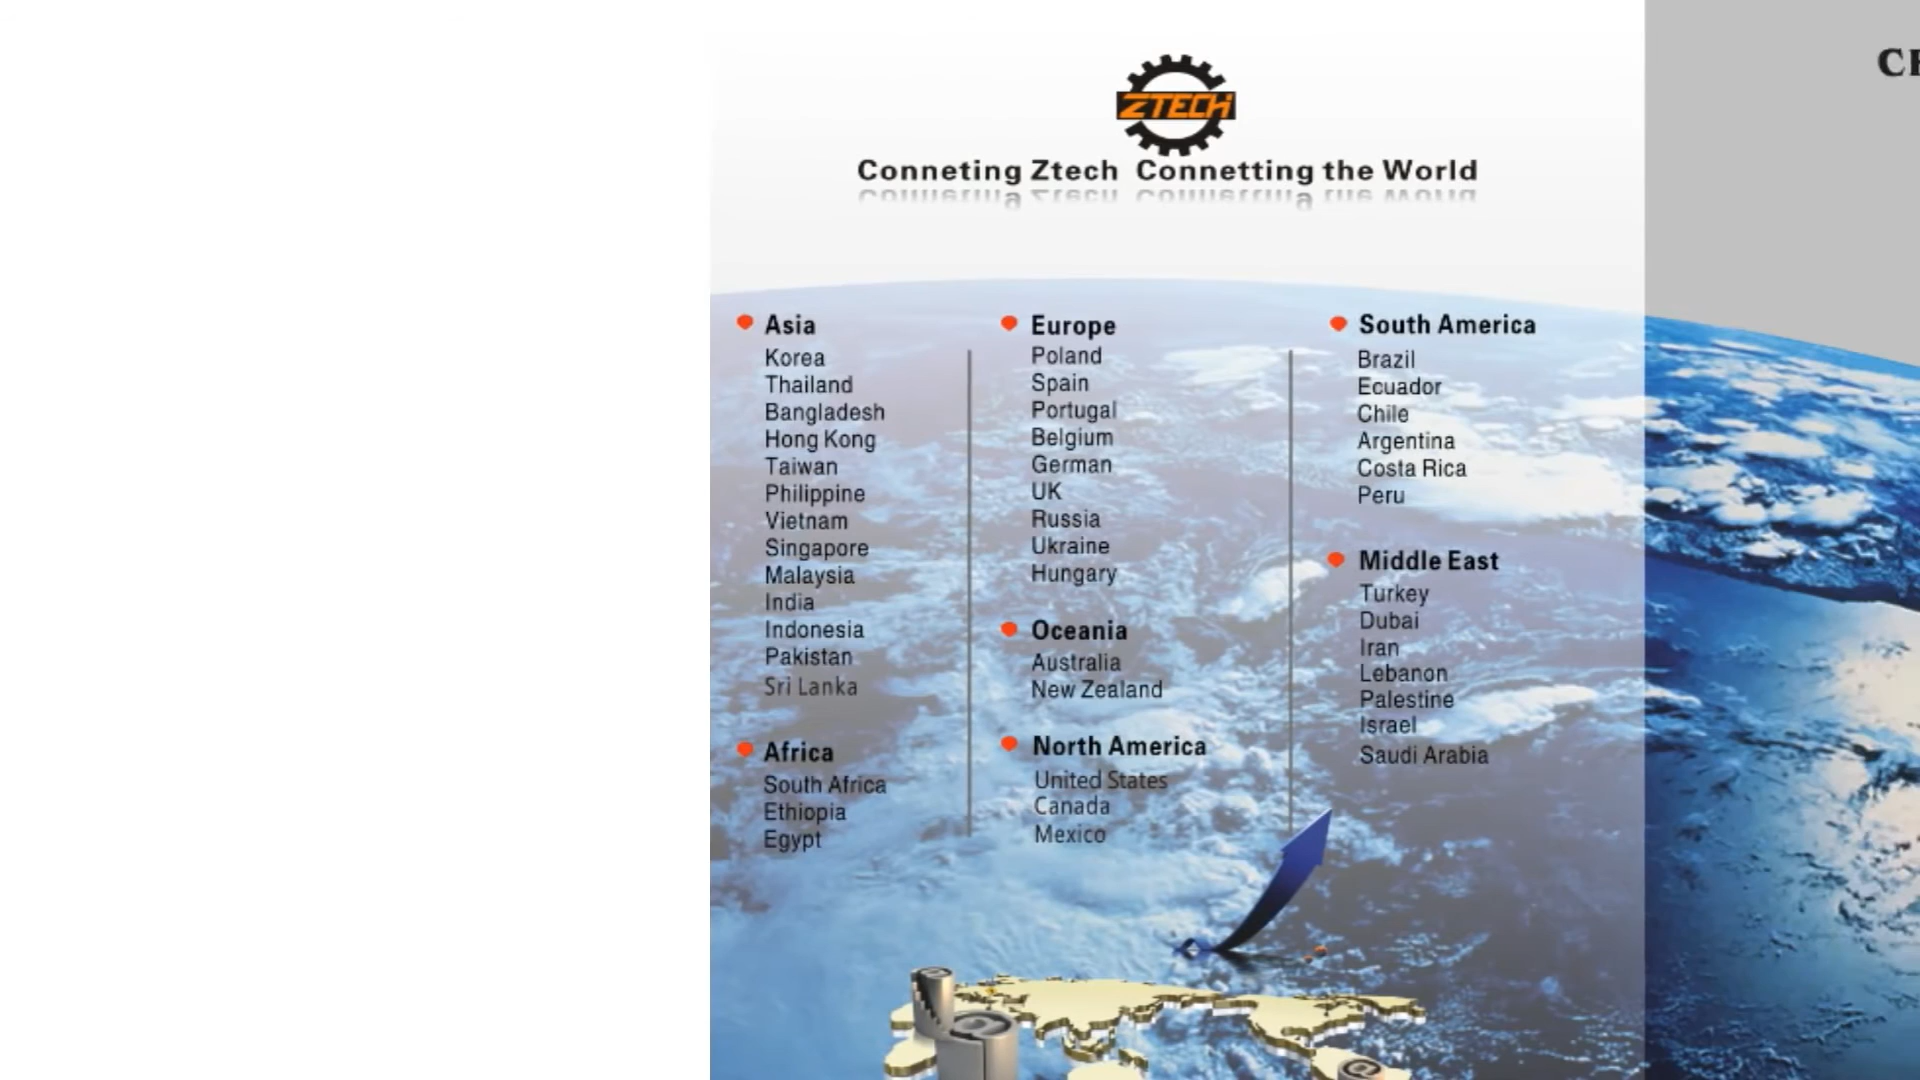 ZTECH
Conneting Ztech Connetting the World
Asia
Korea
Thailand
Bangladesh
Hong Kong
Taiwan
Philippine
Vietnam
Singapore
Malaysia
India
Indonesia
Pakistan
Sri Lanka
Africa
South Africa
Ethiopia
Egypt
Europe
Poland
Spain
Portugal
Belgium
German
UK
Russia
Ukraine
Hungary
Oceania
Australia
New Zealand
North America
United States
Canada
Mexico
South America
Brazil
Ecuador
Chile
Argentina
Costa Rica
Peru
Middle East
Turkey
Dubai
Iran
Lebanon
Palestine
Israel
Saudi Arabia
@
@
@